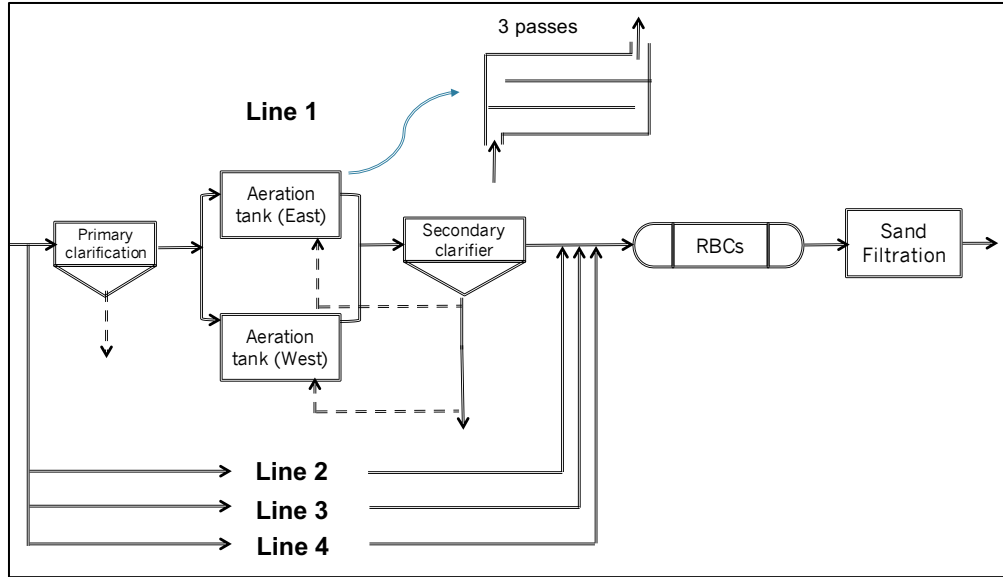 3 passes
Line 1
Aeration
tank (East)
Primary
clarification
Secondary
clarifier
RBCs
Sand
Filtration
Aeration
tank (West)
Line 2
Line 3
Line 4